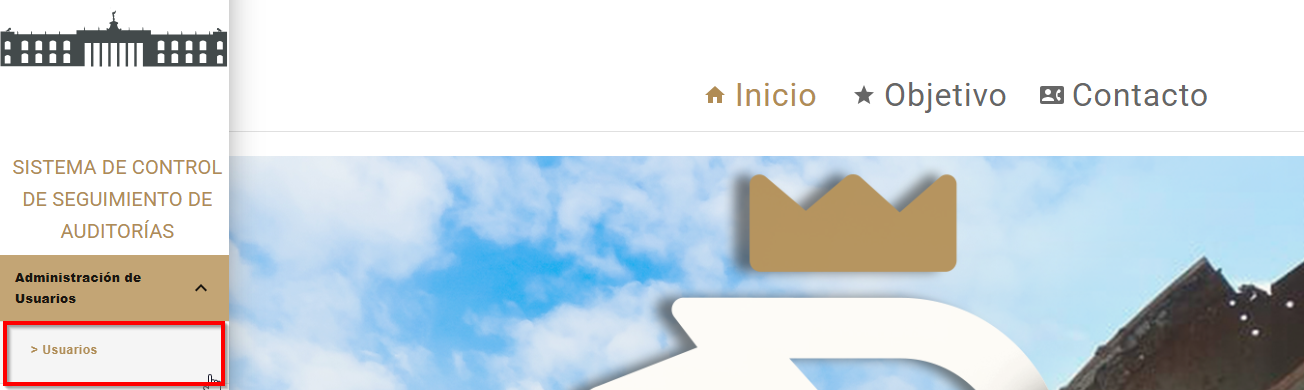 Inicio Objetivo Contacto
SISTEMA DE CONTROL
DE SEGUIMIENTO DE
AUDITORÍAS
Administración de
Usuarios
> Usuarios